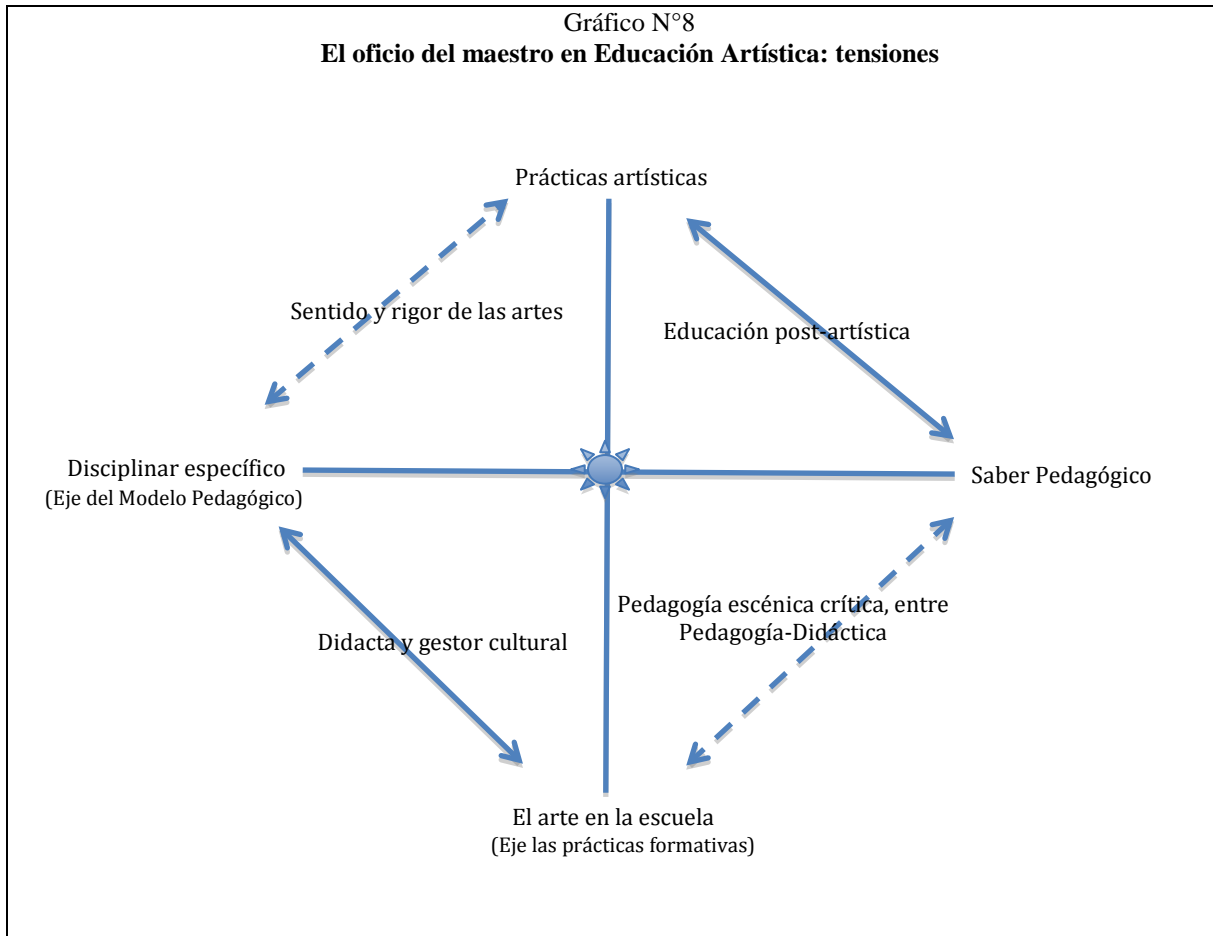 Gráfico N°8
El oficio del maestro en Educación Artística: tensiones
Prácticas artísticas
Sentido y rigor de las artes
Educación post-artística
Disciplinar específico
(Eje del Modelo Pedagógico)
Saber Pedagógico
Pedagogía escénica crítica, entre
Pedagogía-Didáctica
Didacta y gestor cultural
El arte en la escuela
(Eje las prácticas formativas)